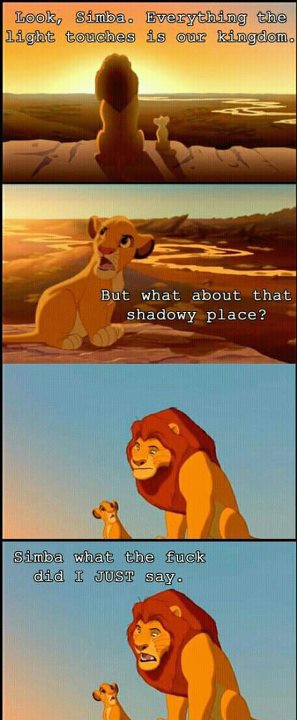 Look, Simba. Everything the
light touches is our kingdom.
But what about that
shadowy place?
Simba what the fuck
did I JUST say.